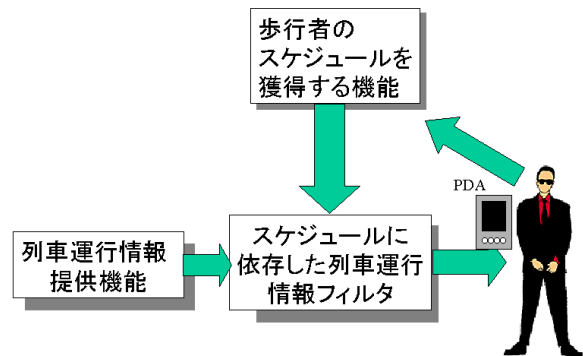 歩行者の
スケジュールを
獲得する機能
PDA
列車運行情報
提供機能
スケジュールに
依存した列車運行
情報フィルタ